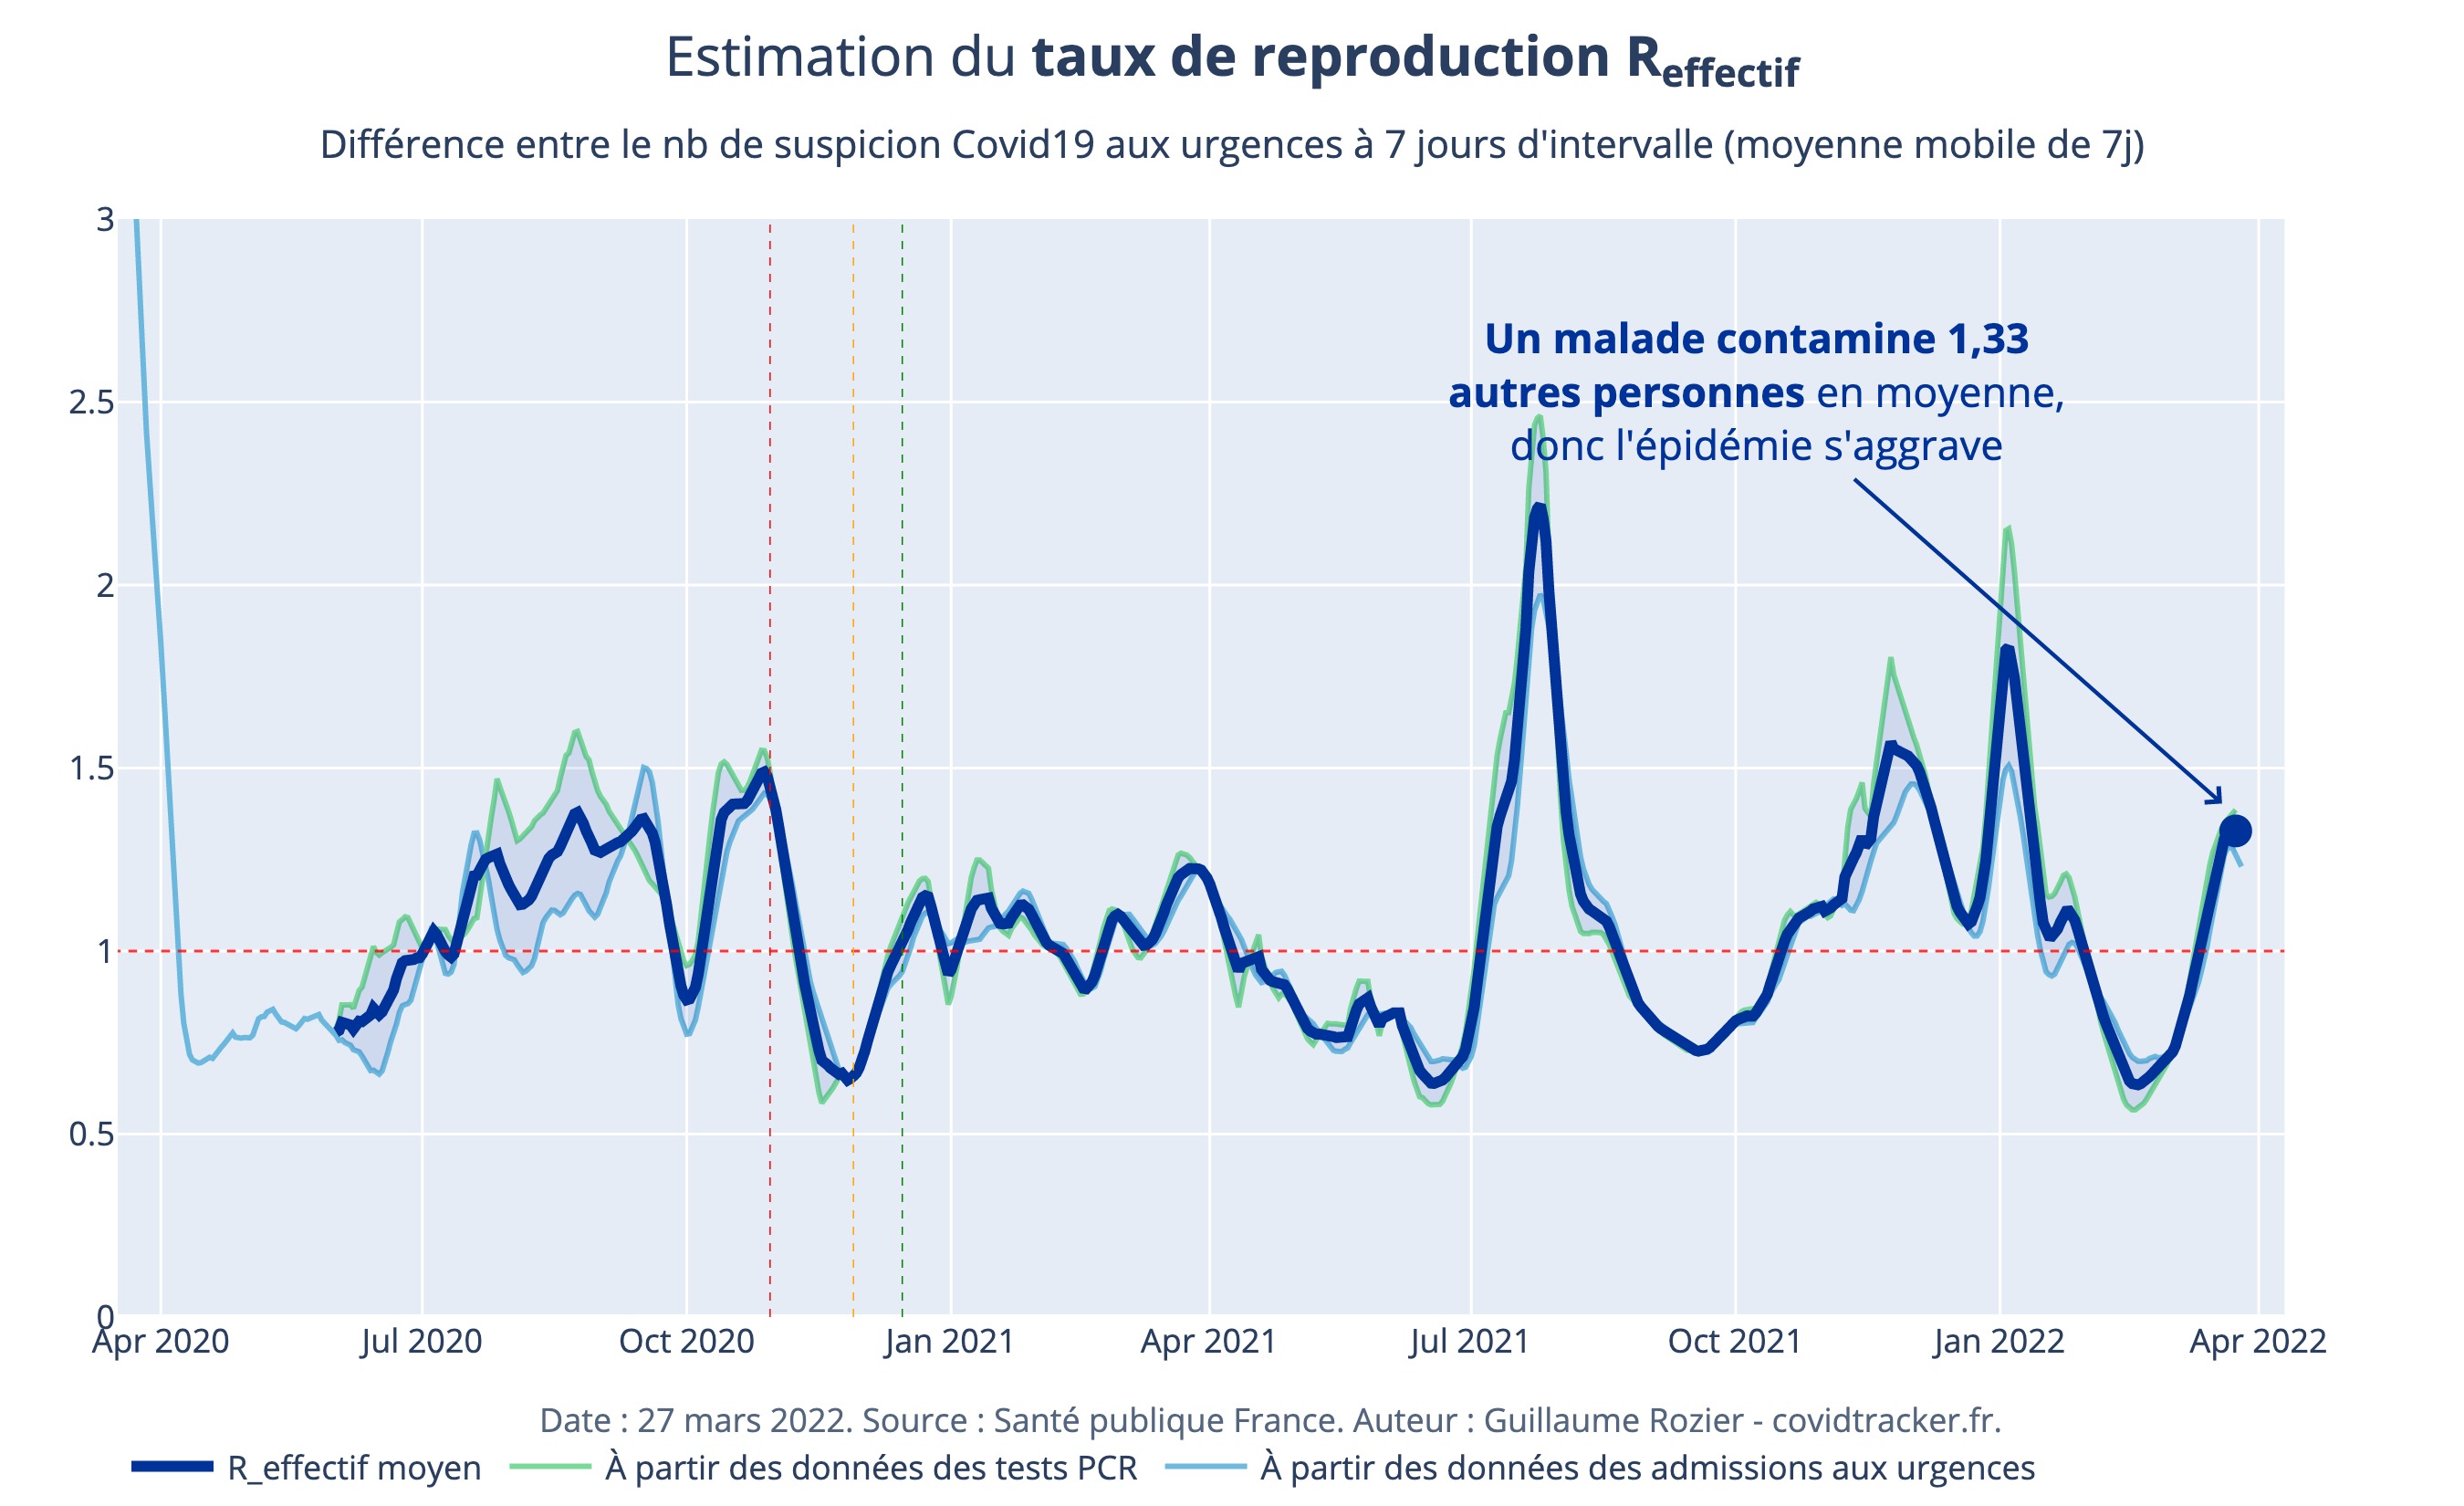 Estimation du taux de reproduction Reffectif
Différence entre le nb de suspicion Covid19 aux urgences à 7 jours d'intervalle (moyenne mobile de 7j)
3
2.5
2
1.5
1
0.5
0
Un malade contamine 1,33
autres personnes en moyenne,
donc l'épidémie s'aggrave
Apr 2020 Jul 2020 Oct 2020 Jan 2021 Apr 2021 Jul 2021 Oct 2021 Jan 2022 Apr 2022
Date : 27 mars 2022. Source : Santé publique France. Auteur : Guillaume Rozier - covidtracker.fr.
R_effectif moyen À partir des données des tests PCR À partir des données des admissions aux urgences